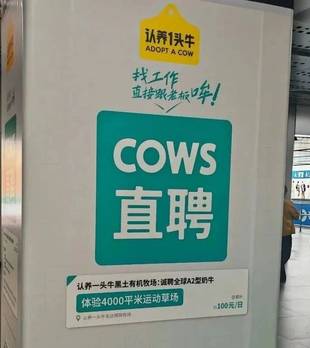 认养1头牛
ADOPT A COW
找工作
直接跟老板哞！
COWS
直聘
认养一头牛黑土有机牧场：诚聘全球A2型奶牛
体验4000平米运动草场
100元/日